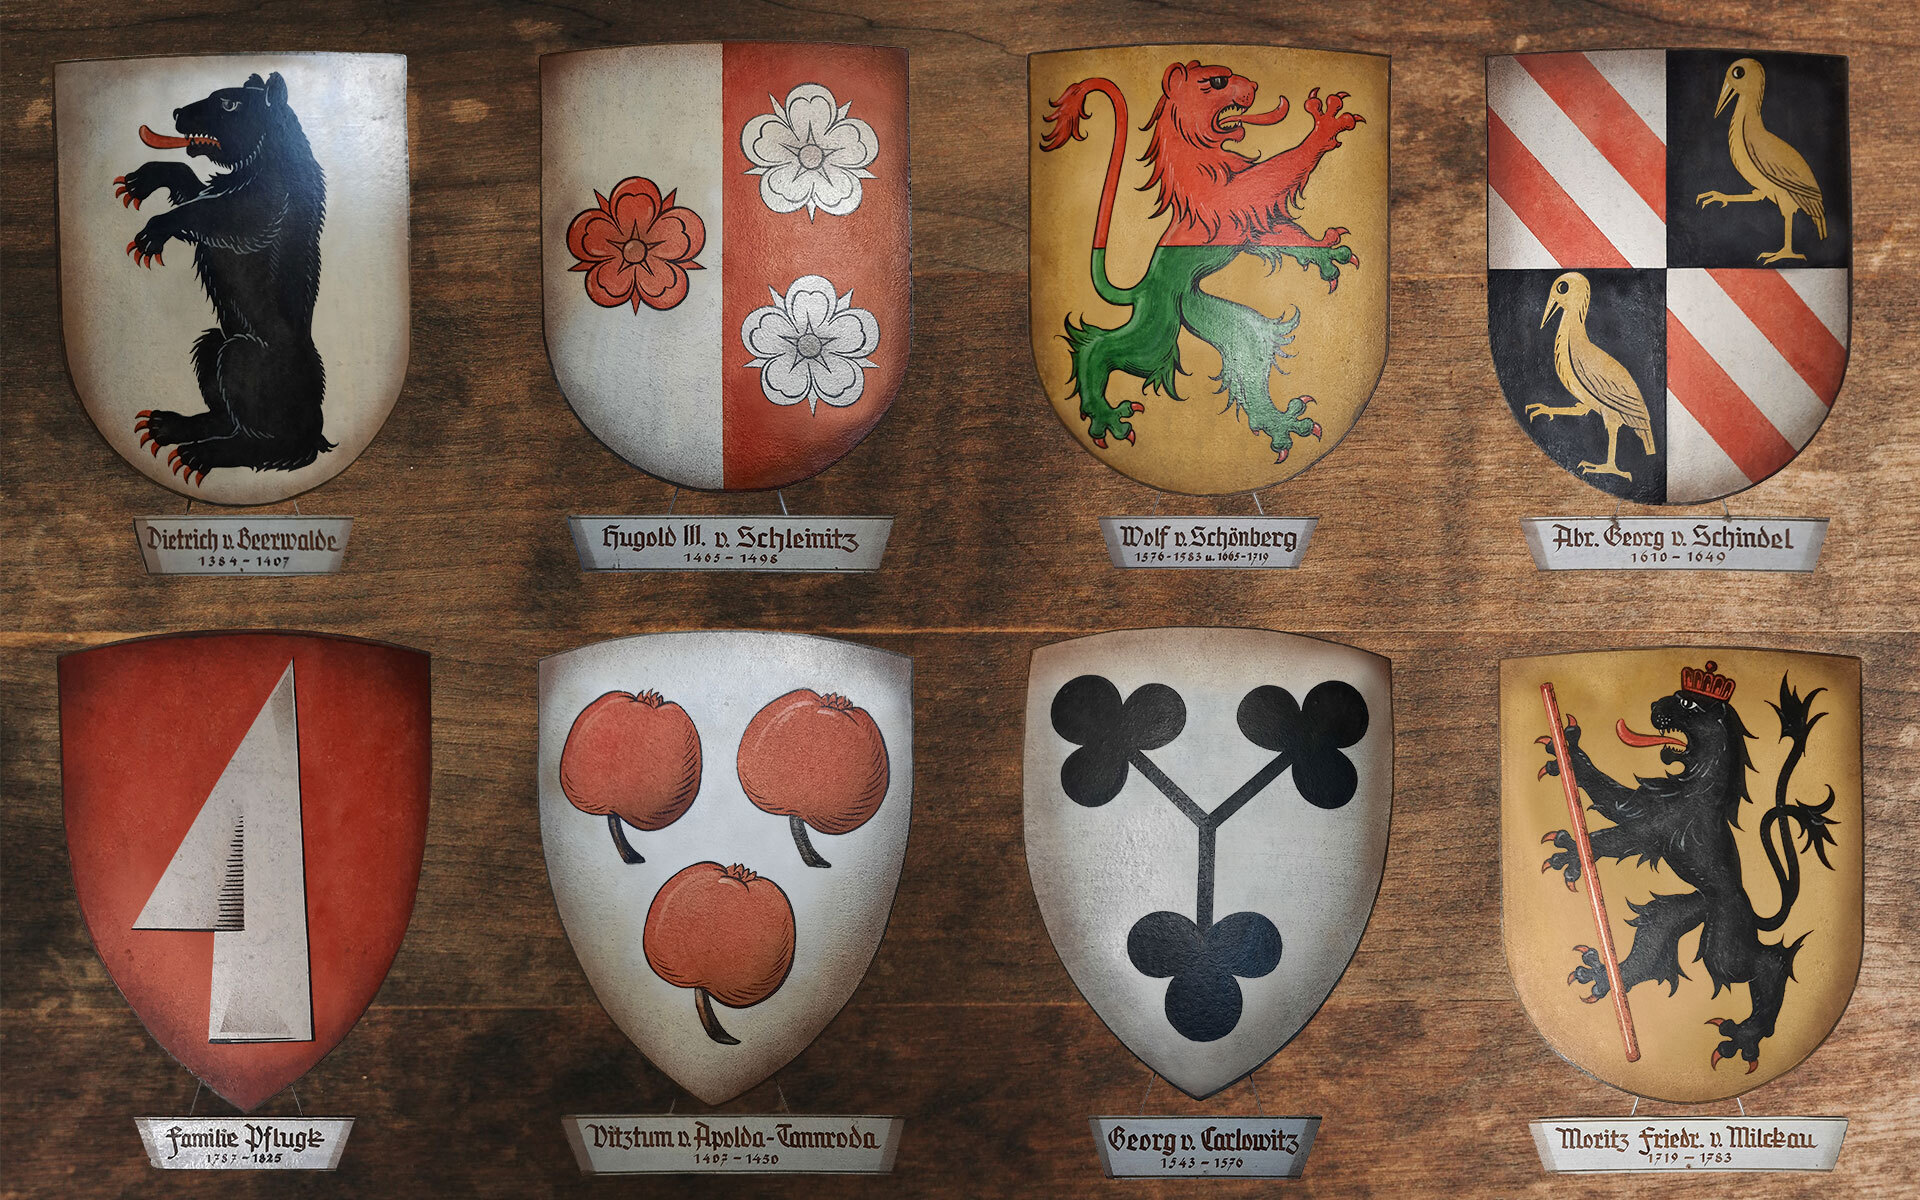 Dietrich v. Beerwalde
1384 - 1407
Hugold III. v. Schleinitz
1465 - 1498
Wolf v. Schönberg
1576 - 1583 u. 1665 - 1719
Abr. Georg v. Schindel
1610 - 1649
Familie Pflugk
1787 - 1825
Vitztum v. Apolda-Tannroda
1407 - 1450
Georg v. Carlowitz
1543 - 1576
Moritz Friedr. v. Milckau
1719 - 1783